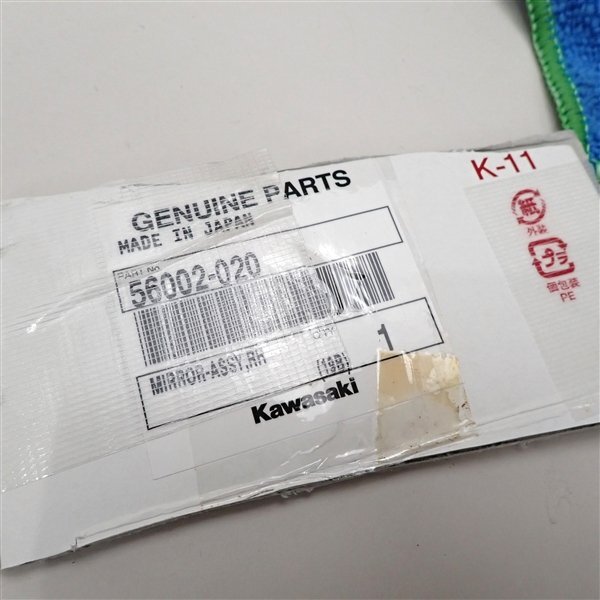 GENUINE PARTS
MADE IN JAPAN
K-11
PART NO.
56002-020
Q'TY
1
MIRROR-ASSY,RH
(19B)
Kawasaki
紙
外装
プラ
個包装
PE